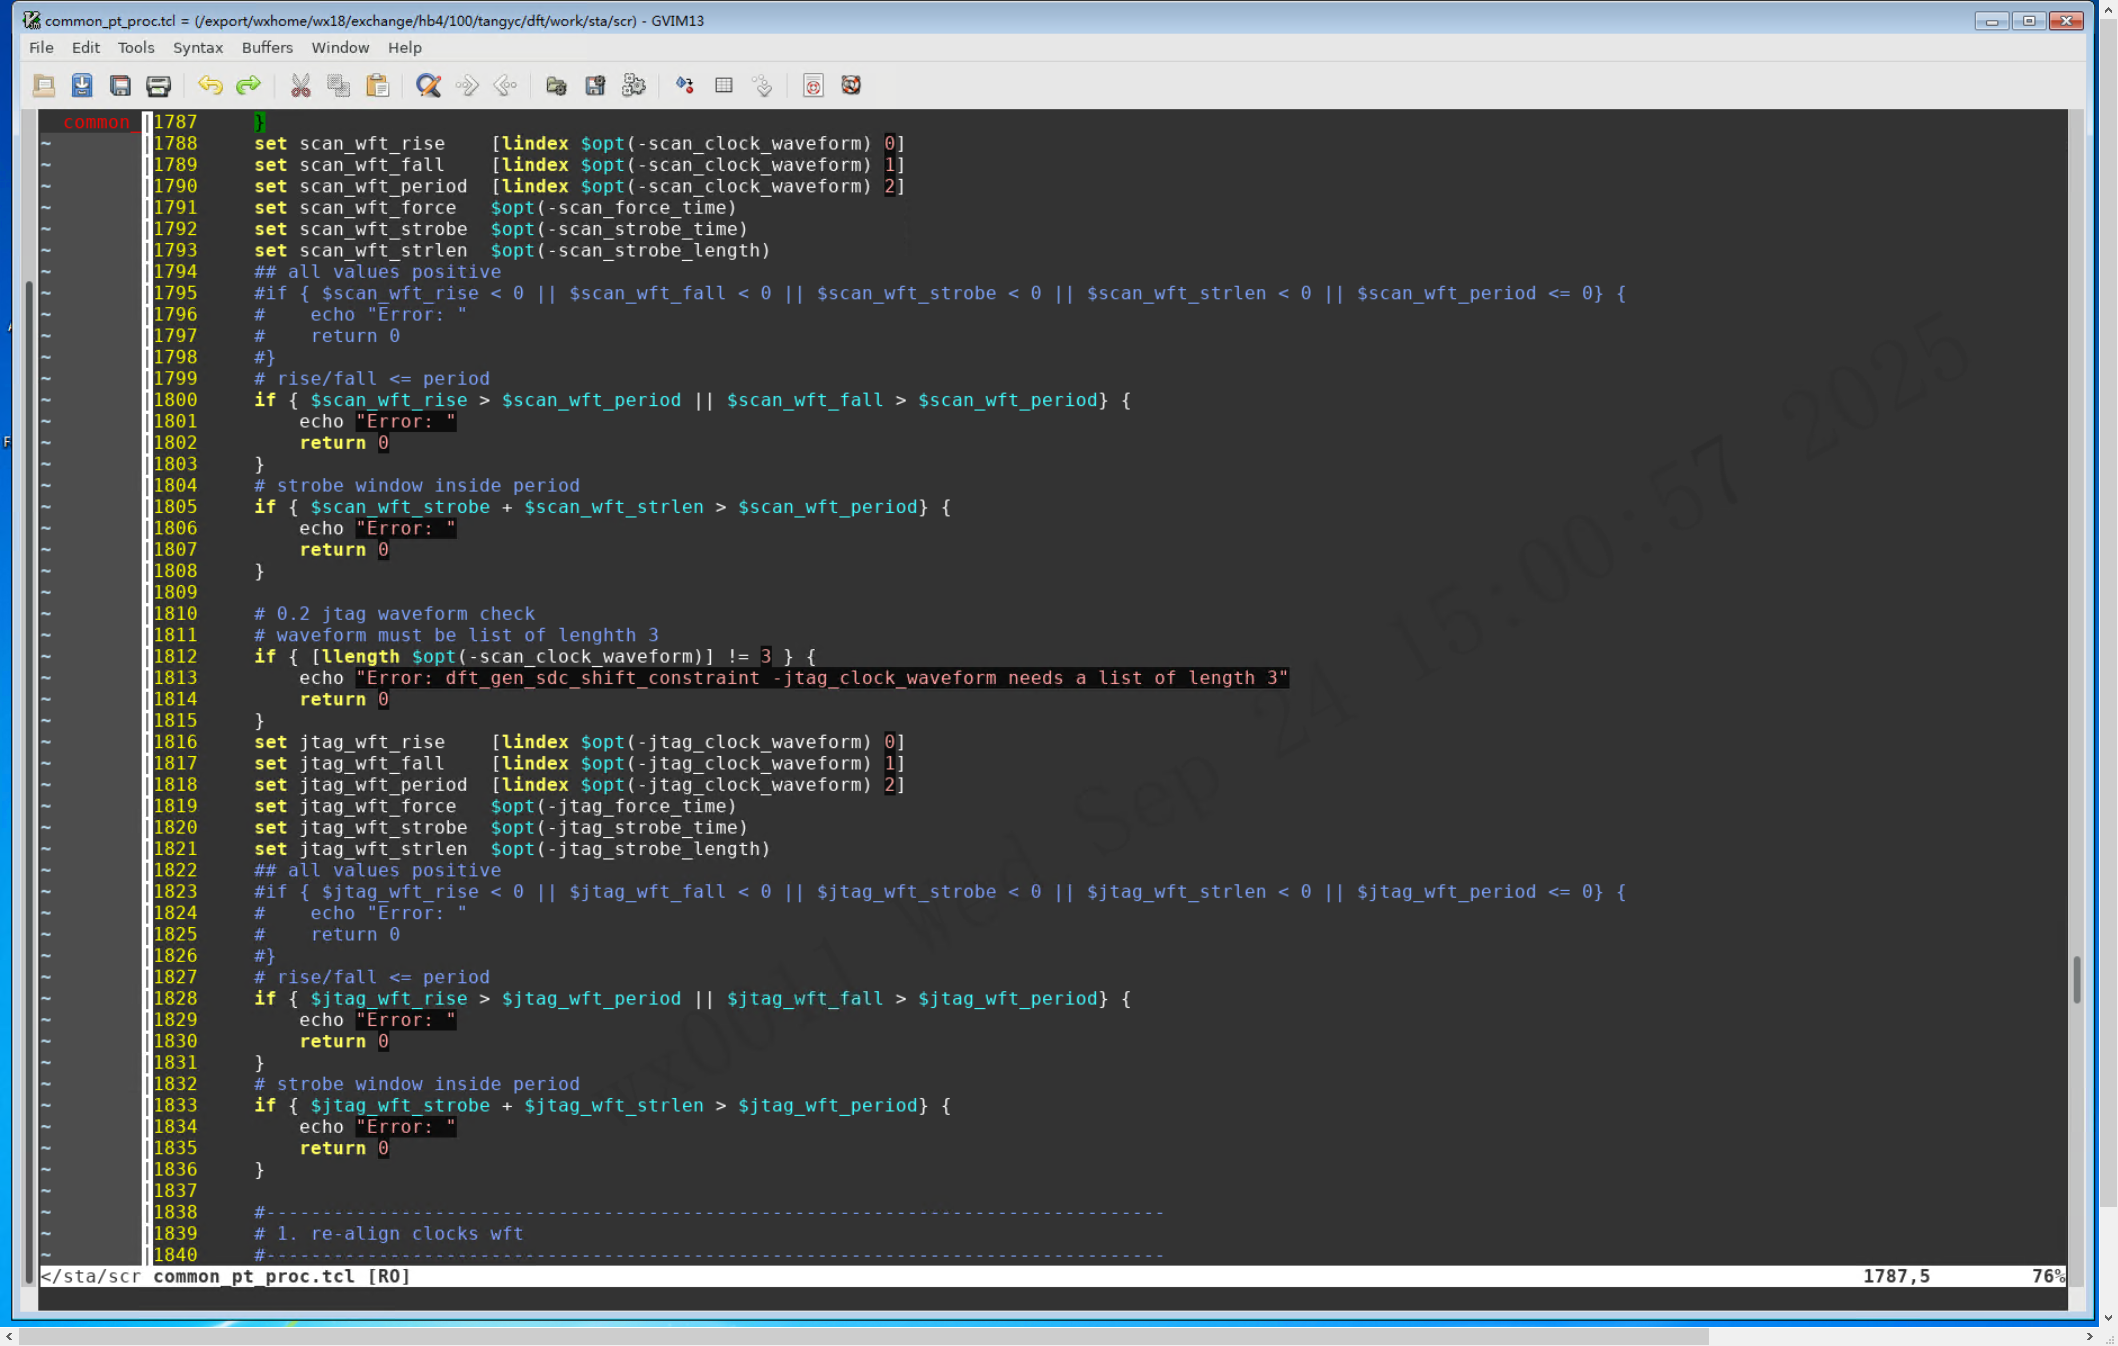 common_pt_proc.tcl = (/export/wxhome/wx18/exchange/hb4/100/tangyc/dft/work/sta/scr) - GVIM13
File Edit Tools Syntax Buffers Window Help
common_
1787 }
1788 set scan_wft_rise [lindex $opt(-scan_clock_waveform) 0]
1789 set scan_wft_fall [lindex $opt(-scan_clock_waveform) 1]
1790 set scan_wft_period [lindex $opt(-scan_clock_waveform) 2]
1791 set scan_wft_force $opt(-scan_force_time)
1792 set scan_wft_strobe $opt(-scan_strobe_time)
1793 set scan_wft_strlen $opt(-scan_strobe_length)
1794 ## all values positive
1795 #if { $scan_wft_rise < 0 || $scan_wft_fall < 0 || $scan_wft_strobe < 0 || $scan_wft_strlen < 0 || $scan_wft_period <= 0} {
1796 # echo "Error: "
1797 # return 0
1798 #}
1799 # rise/fall <= period
1800 if { $scan_wft_rise > $scan_wft_period || $scan_wft_fall > $scan_wft_period} {
1801 echo "Error: "
1802 return 0
1803 }
1804 # strobe window inside period
1805 if { $scan_wft_strobe + $scan_wft_strlen > $scan_wft_period} {
1806 echo "Error: "
1807 return 0
1808 }
1809
1810 # 0.2 jtag waveform check
1811 # waveform must be list of lenghth 3
1812 if { [llength $opt(-scan_clock_waveform)] != 3 } {
1813 echo "Error: dft_gen_sdc_shift_constraint -jtag_clock_waveform needs a list of length 3"
1814 return 0
1815 }
1816 set jtag_wft_rise [lindex $opt(-jtag_clock_waveform) 0]
1817 set jtag_wft_fall [lindex $opt(-jtag_clock_waveform) 1]
1818 set jtag_wft_period [lindex $opt(-jtag_clock_waveform) 2]
1819 set jtag_wft_force $opt(-jtag_force_time)
1820 set jtag_wft_strobe $opt(-jtag_strobe_time)
1821 set jtag_wft_strlen $opt(-jtag_strobe_length)
1822 ## all values positive
1823 #if { $jtag_wft_rise < 0 || $jtag_wft_fall < 0 || $jtag_wft_strobe < 0 || $jtag_wft_strlen < 0 || $jtag_wft_period <= 0} {
1824 # echo "Error: "
1825 # return 0
1826 #}
1827 # rise/fall <= period
1828 if { $jtag_wft_rise > $jtag_wft_period || $jtag_wft_fall > $jtag_wft_period} {
1829 echo "Error: "
1830 return 0
1831 }
1832 # strobe window inside period
1833 if { $jtag_wft_strobe + $jtag_wft_strlen > $jtag_wft_period} {
1834 echo "Error: "
1835 return 0
1836 }
1837
1838 #--------------------------------------------------------------------------------
1839 # 1. re-align clocks wft
1840 #--------------------------------------------------------------------------------
</sta/scr common_pt_proc.tcl [RO] 1787,5 76%
Wed Sep 24 15:00:57 2025